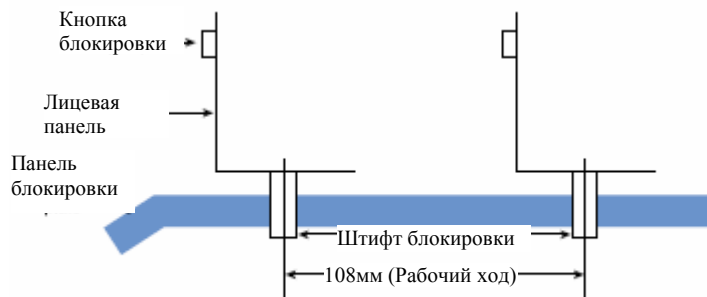 Кнопка
блокировки
Лицевая
панель
Панель
блокировки
Штифт блокировки
108мм (Рабочий ход)